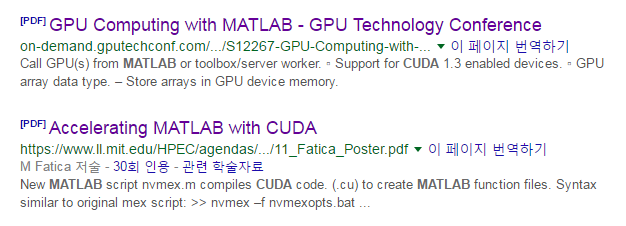 [PDF] GPU Computing with MATLAB - GPU Technology Conference
on-demand.gputechconf.com/.../S12267-GPU-Computing-with-... ▼ 이 페이지 번역하기
Call GPU(s) from MATLAB or toolbox/server worker. ▫ Support for CUDA 1.3 enabled devices. ▫ GPU
array data type. – Store arrays in GPU device memory.
[PDF] Accelerating MATLAB with CUDA
https://www.ll.mit.edu/HPEC/agendas/.../11_Fatica_Poster.pdf ▼ 이 페이지 번역하기
M Fatica 저술 - 30회 인용 - 관련 학술자료
New MATLAB script nvmex.m compiles CUDA code. (.cu) to create MATLAB function files. Syntax
similar to original mex script: >> nvmex –f nvmexopts.bat ...